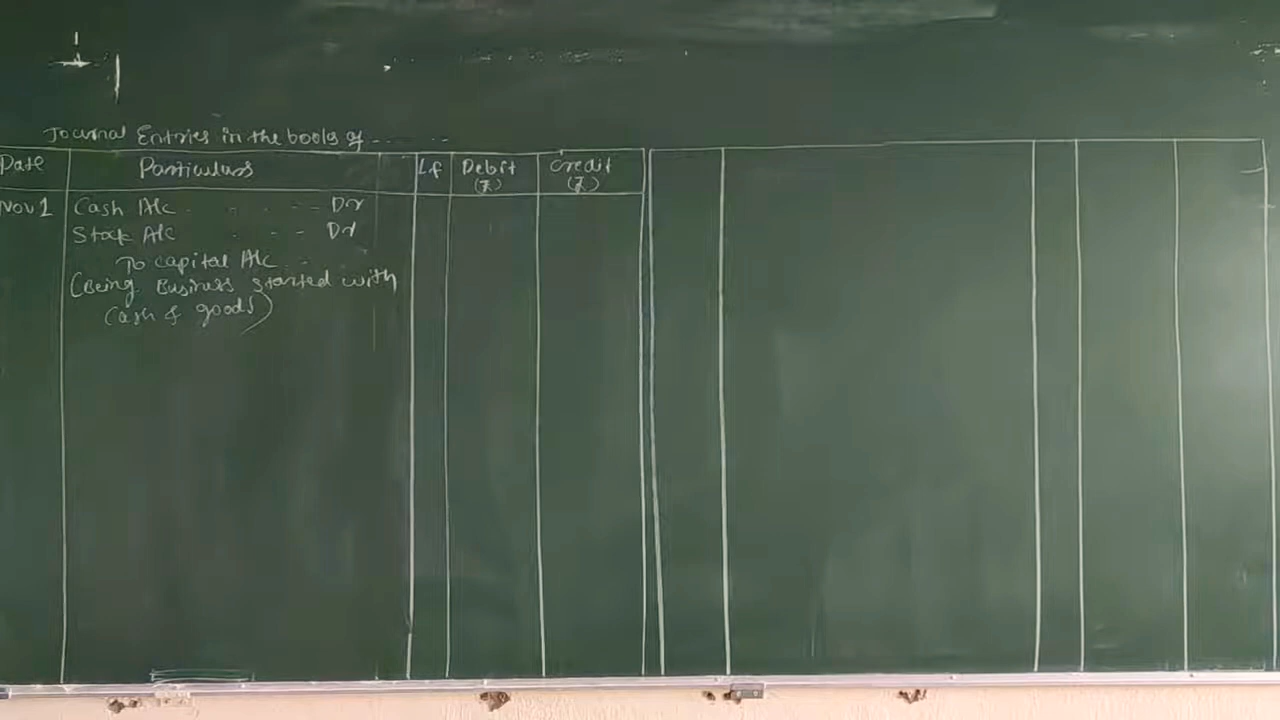 Journal Entries in the books of ........
Date Particulars Lf Debit (₹) Credit (₹)
Nov 1 Cash A/c - - - - Dr
Stock A/c - - - Dr
To capital A/c -
(Being Business started with
Cash & goods)